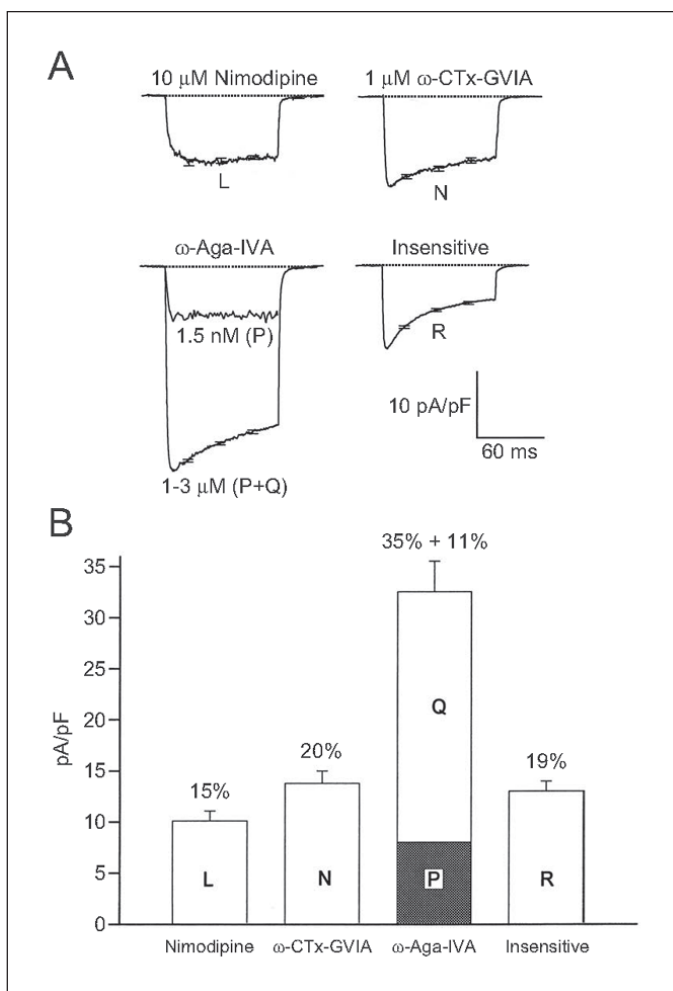 A
10 μM Nimodipine
1 μM ω-CTx-GVIA
L
N
ω-Aga-IVA
Insensitive
1.5 nM (P)
R
10 pA/pF
60 ms
1-3 μM (P+Q)
B
35% + 11%
35
30
25
20
15
10
5
0
pA/pF
15%
20%
19%
Q
L
N
P
R
Nimodipine
ω-CTx-GVIA
ω-Aga-IVA
Insensitive